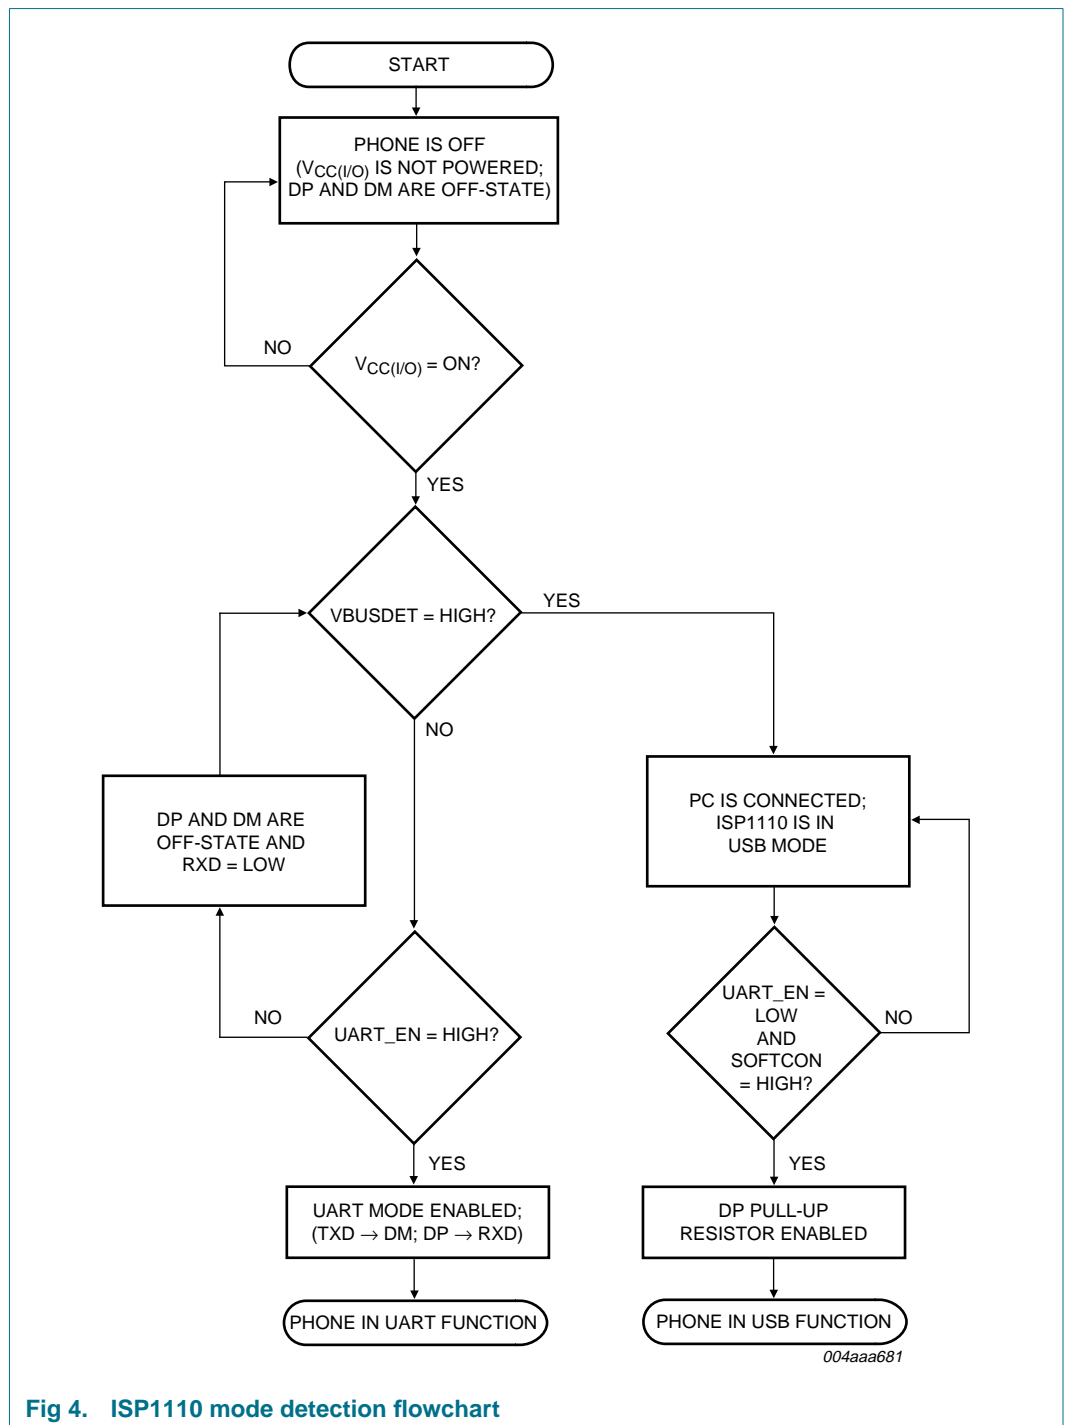 START
PHONE IS OFF
(VCC(I/O) IS NOT POWERED;
DP AND DM ARE OFF-STATE)
NO
VCC(I/O) = ON?
YES
VBUSDET = HIGH?
YES
NO
DP AND DM ARE
OFF-STATE AND
RXD = LOW
PC IS CONNECTED;
ISP1110 IS IN
USB MODE
NO
UART_EN = HIGH?
UART_EN =
LOW
AND
SOFTCON
= HIGH?
NO
YES
YES
UART MODE ENABLED;
(TXD → DM; DP → RXD)
DP PULL-UP
RESISTOR ENABLED
PHONE IN UART FUNCTION
PHONE IN USB FUNCTION
004aaa681
Fig 4. ISP1110 mode detection flowchart